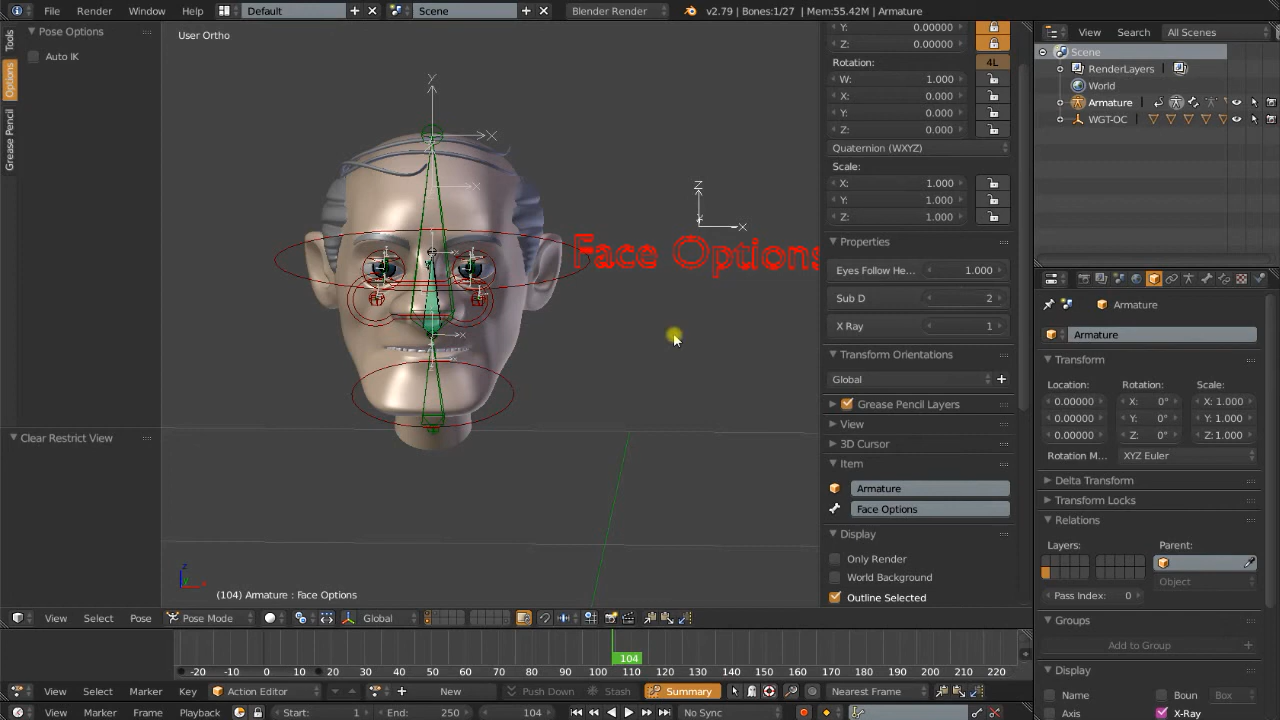 File Render Window Help Default Scene Blender Render v2.79 | Bones:1/27 | Mem:55.42M | Armature
Tools
Options
Grease Pencil
Pose Options
Auto IK
Clear Restrict View
User Ortho
Y
X
X
Z
X
Face Options
X
X
z
(104) Armature : Face Options
Y: 0.00000
Z: 0.00000
Rotation: 4L
W: 1.000
X: 0.000
Y: 0.000
Z: 0.000
Quaternion (WXYZ)
Scale:
X: 1.000
Y: 1.000
Z: 1.000
Properties
Eyes Follow He... 1.000
Sub D 2
X Ray 1
Transform Orientations
Global
Grease Pencil Layers
View
3D Cursor
Item
Armature
Face Options
Display
Only Render
World Background
Outline Selected
View Search All Scenes
Scene
RenderLayers
World
Armature
WGT-OC
Armature
Armature
Transform
Location: Rotation: Scale:
0.00000 X: 0° X: 1.000
0.00000 Y: 0° Y: 1.000
0.00000 Z: 0° Z: 1.000
Rotation M... XYZ Euler
Delta Transform
Transform Locks
Relations
Layers: Parent:
Object
Pass Index: 0
Groups
Add to Group
Display
Name Boun Box
Axis X-Ray
View Select Pose Pose Mode Global
-20 -10 0 10 20 30 40 50 60 70 80 90 100 104 120 130 140 150 160 170 180 190 200 210 220
View Select Marker Key Action Editor New Push Down Stash Summary Nearest Frame
View Marker Frame Playback Start: 1 End: 250 104 No Sync